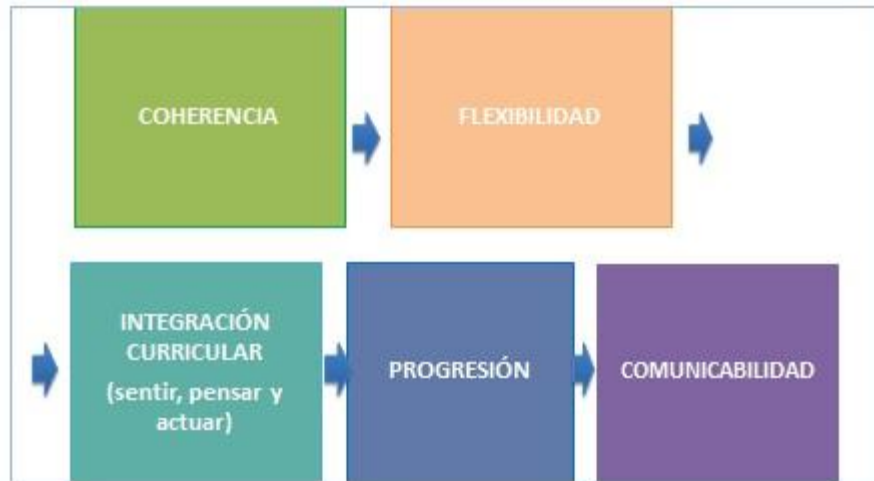 COHERENCIA
FLEXIBILIDAD
INTEGRACIÓN
CURRICULAR
(sentir, pensar y
actuar)
PROGRESIÓN
COMUNICABILIDAD